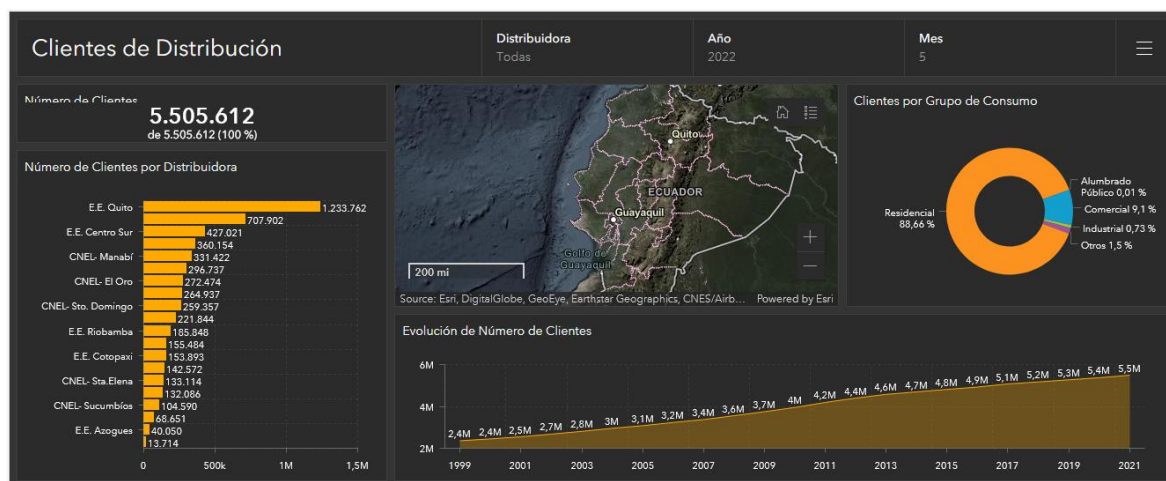 Clientes de Distribución
Distribuidora
Todas
Año
2022
Mes
5
Número de Clientes
5.505.612
de 5.505.612 (100 %)
Número de Clientes por Distribuidora
E.E. Quito
1.233.762
707.902
E.E. Centro Sur
427.021
360.154
CNEL- Manabí
331.422
296.737
CNEL- El Oro
272.474
264.937
CNEL- Sto. Domingo
259.357
221.844
E.E. Riobamba
185.848
155.484
E.E. Cotopaxi
153.893
142.572
CNEL- Sta.Elena
133.114
132.086
CNEL- Sucumbíos
104.590
68.651
E.E. Azogues
40.050
13.714
0 500k 1M 1,5M
Quito
ECUADOR
Guayaquil
Golfo de
Guayaquil
200 mi
+
−
Source: Esri, DigitalGlobe, GeoEye, Earthstar Geographics, CNES/Airb... Powered by Esri
Clientes por Grupo de Consumo
Residencial
88,66 %
Alumbrado
Público 0,01 %
Comercial 9,1 %
Industrial 0,73 %
Otros 1,5 %
Evolución de Número de Clientes
6M
4M
2M
2,4M 2,4M 2,5M 2,7M 2,8M 3M 3,1M 3,2M 3,4M 3,6M 3,7M 4M 4,2M 4,4M 4,6M 4,7M 4,8M 4,9M 5,1M 5,2M 5,3M 5,4M 5,5M
1999 2001 2003 2005 2007 2009 2011 2013 2015 2017 2019 2021